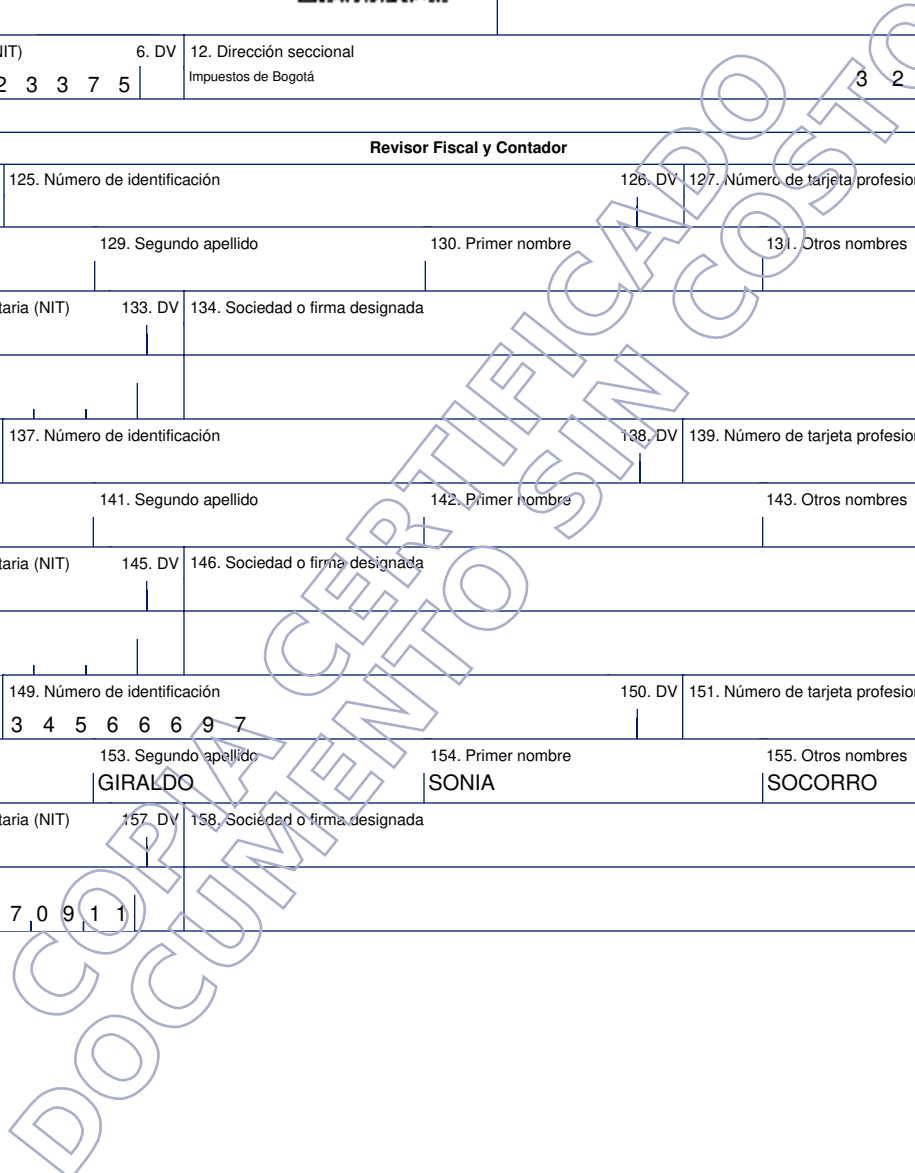 NIT) 6. DV 12. Dirección seccional
2 3 3 7 5 Impuestos de Bogotá 3 2
Revisor Fiscal y Contador
125. Número de identificación 126. DV 127. Número de tarjeta profesion
129. Segundo apellido 130. Primer nombre 131. Otros nombres
taria (NIT) 133. DV 134. Sociedad o firma designada
137. Número de identificación 138. DV 139. Número de tarjeta profesion
141. Segundo apellido 142. Primer nombre 143. Otros nombres
taria (NIT) 145. DV 146. Sociedad o firma designada
149. Número de identificación 150. DV 151. Número de tarjeta profesion
3 4 5 6 6 6 9 7
153. Segundo apellido 154. Primer nombre 155. Otros nombres
GIRALDO SONIA SOCORRO
taria (NIT) 157. DV 158. Sociedad o firma designada
7 0 9 1 1
COPIA CERTIFICADO
DOCUMENTO SIN COSTO